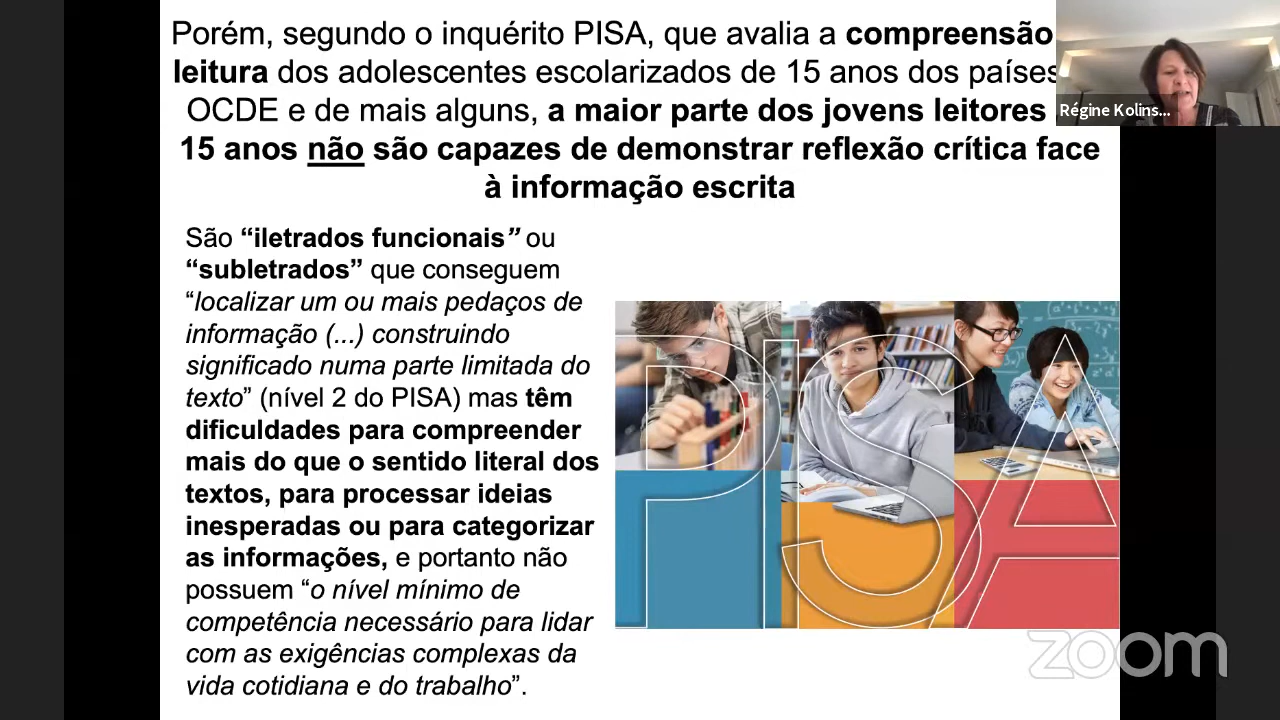 Porém, segundo o inquérito PISA, que avalia a compreensão
leitura dos adolescentes escolarizados de 15 anos dos países
OCDE e de mais alguns, a maior parte dos jovens leitores
15 anos não são capazes de demonstrar reflexão crítica face
à informação escrita
Régine Kolins...
São “iletrados funcionais” ou
“subletrados” que conseguem
“localizar um ou mais pedaços de
informação (...) construindo
significado numa parte limitada do
texto” (nível 2 do PISA) mas têm
dificuldades para compreender
mais do que o sentido literal dos
textos, para processar ideias
inesperadas ou para categorizar
as informações, e portanto não
possuem “o nível mínimo de
competência necessário para lidar
com as exigências complexas da
vida cotidiana e do trabalho”.
PISA
zoom